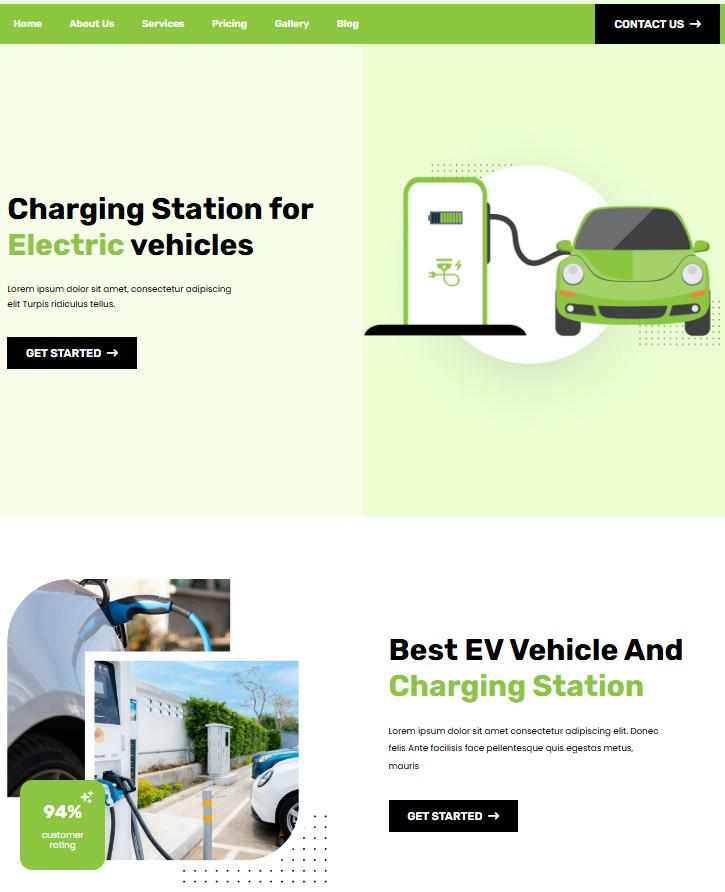 Home About Us Services Pricing Gallery Blog CONTACT US →
Charging Station for
Electric vehicles
Lorem ipsum dolor sit amet, consectetur adipiscing
elit Turpis ridiculus tellus.
GET STARTED →
Best EV Vehicle And
Charging Station
Lorem ipsum dolor sit amet consectetur adipiscing elit. Donec
felis Ante facilisis face pellentesque quis egestas metus,
mauris
GET STARTED →
94%
customer
rating